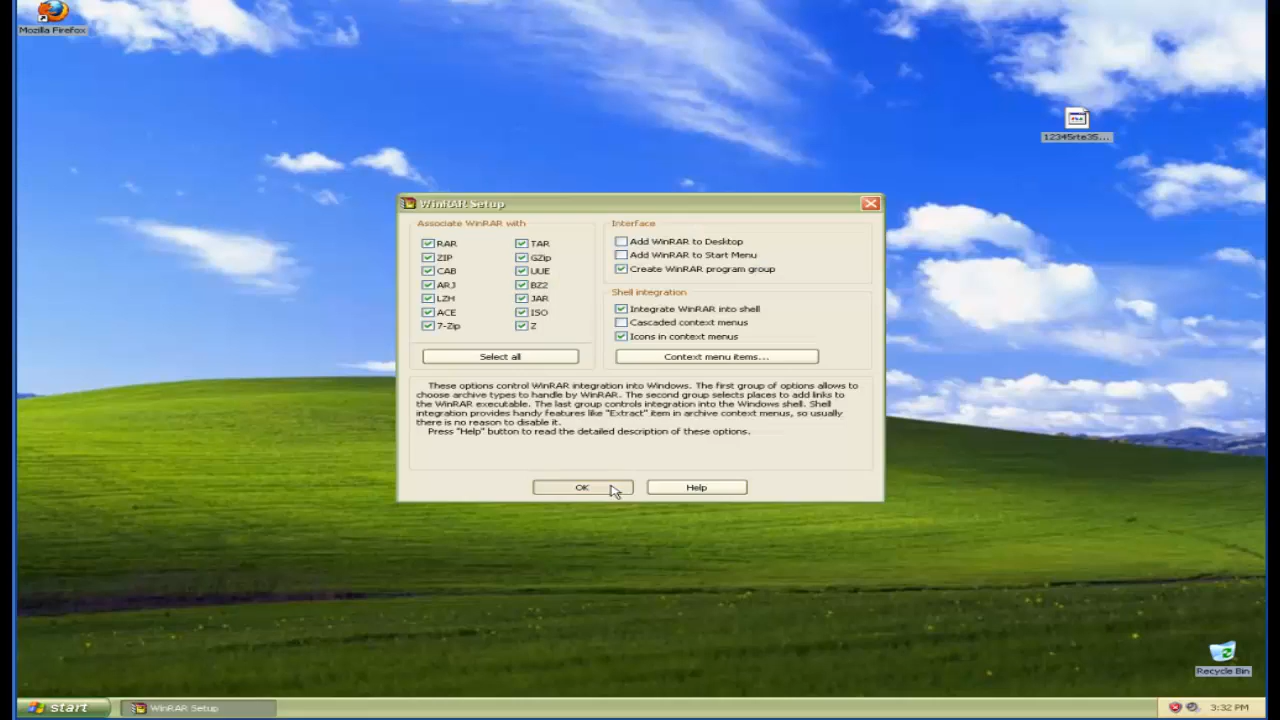 Mozilla Firefox
12345rte35...
WinRAR Setup
Associate WinRAR with
RAR
TAR
ZIP
GZip
CAB
UUE
ARJ
BZ2
LZH
JAR
ACE
ISO
7-Zip
Z
Select all
Interface
Add WinRAR to Desktop
Add WinRAR to Start Menu
Create WinRAR program group
Shell integration
Integrate WinRAR into shell
Cascaded context menus
Icons in context menus
Context menu items...
These options control WinRAR integration into Windows. The first group of options allows to
choose archive types to handle by WinRAR. The second group selects places to add links to
the WinRAR executable. The last group controls integration into the Windows shell. Shell
integration provides handy features like "Extract" item in archive context menus, so usually
there is no reason to disable it.
Press "Help" button to read the detailed description of these options.
OK
Help
Recycle Bin
start
WinRAR Setup
3:32 PM